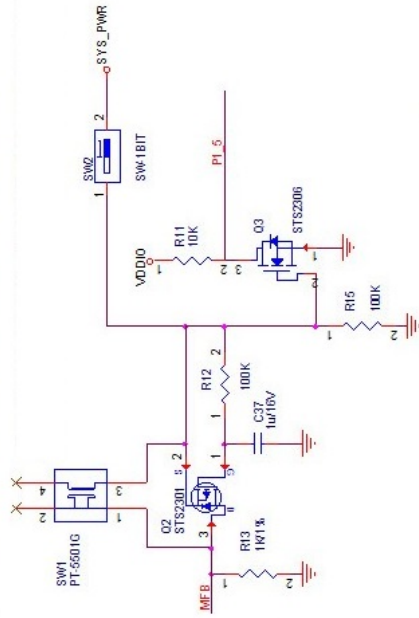 SYS_PWR
2
SW2
SW-1BIT
1
P1_5
VDDIO
1
R11
10K
2
3
Q3
STS2306
1
2
R15
100K
1
2
2
R12
100K
1
C37
1u/16V
4
3
2
1
SW1
PT-5501G
2
S
1
G
Q2
STS2301
3
R13
1K/1%
1
2
MFB